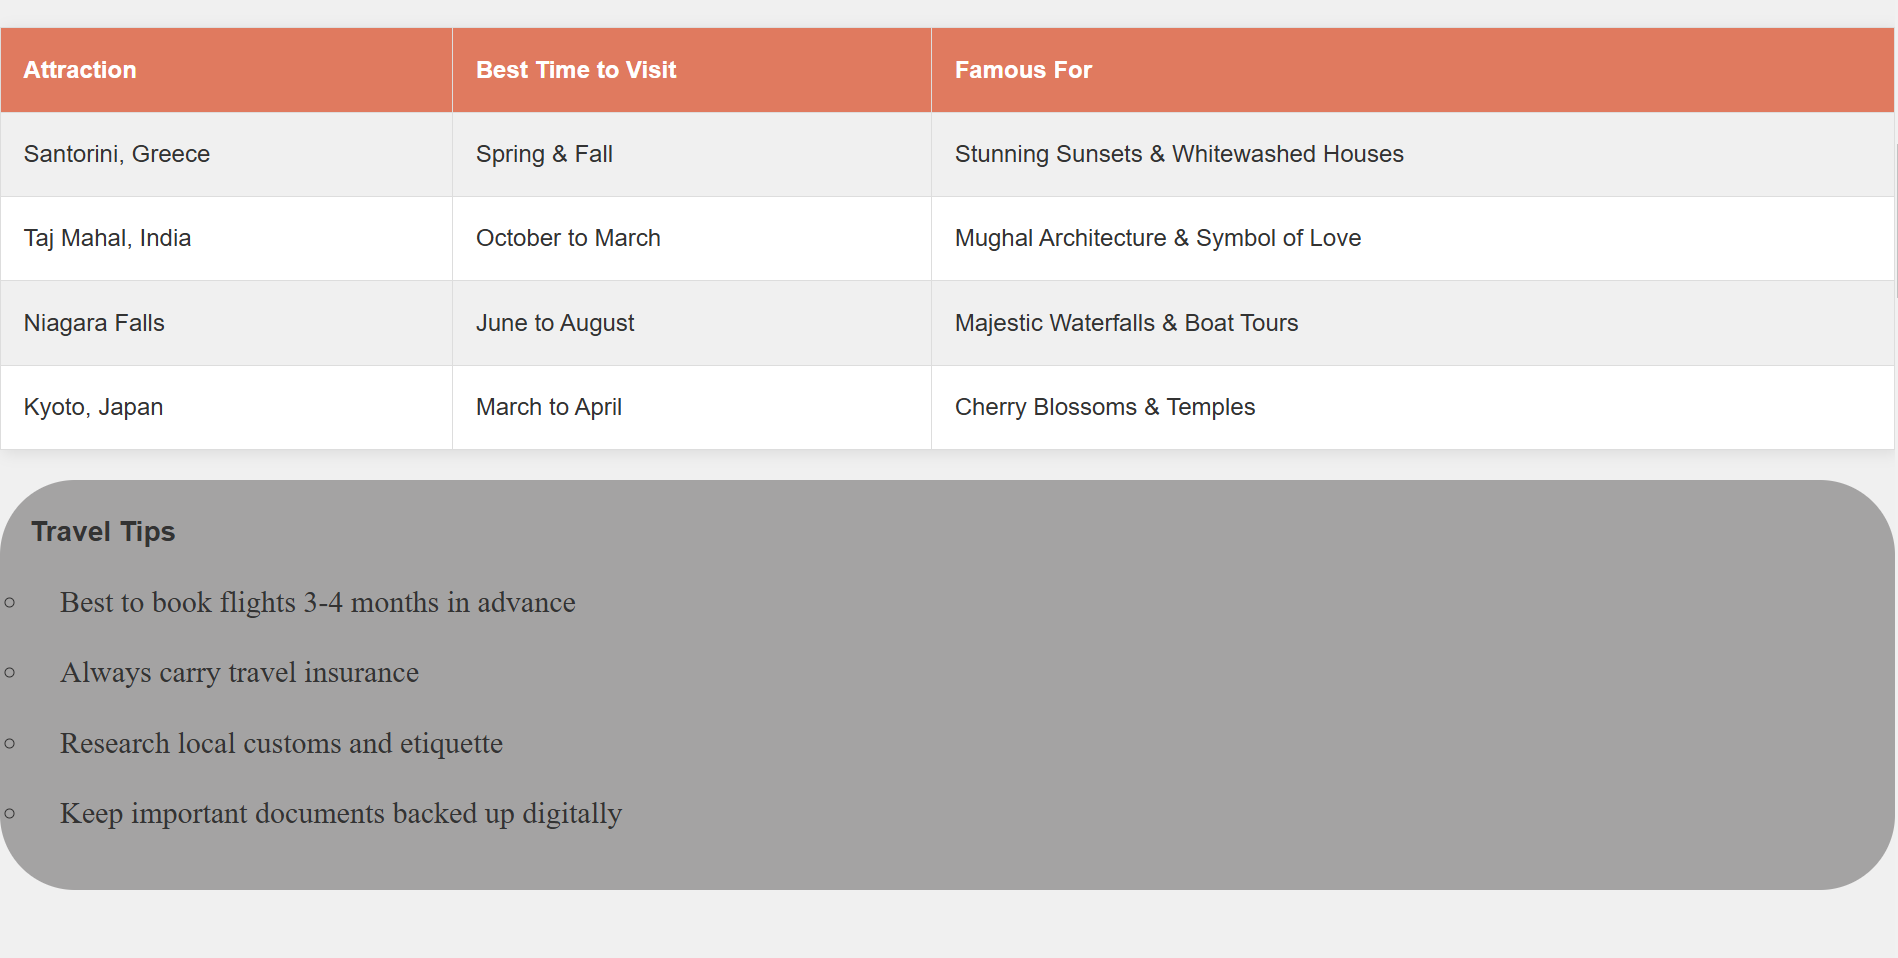 Attraction Best Time to Visit Famous For
Santorini, Greece Spring & Fall Stunning Sunsets & Whitewashed Houses
Taj Mahal, India October to March Mughal Architecture & Symbol of Love
Niagara Falls June to August Majestic Waterfalls & Boat Tours
Kyoto, Japan March to April Cherry Blossoms & Temples
Travel Tips
Best to book flights 3-4 months in advance
Always carry travel insurance
Research local customs and etiquette
Keep important documents backed up digitally